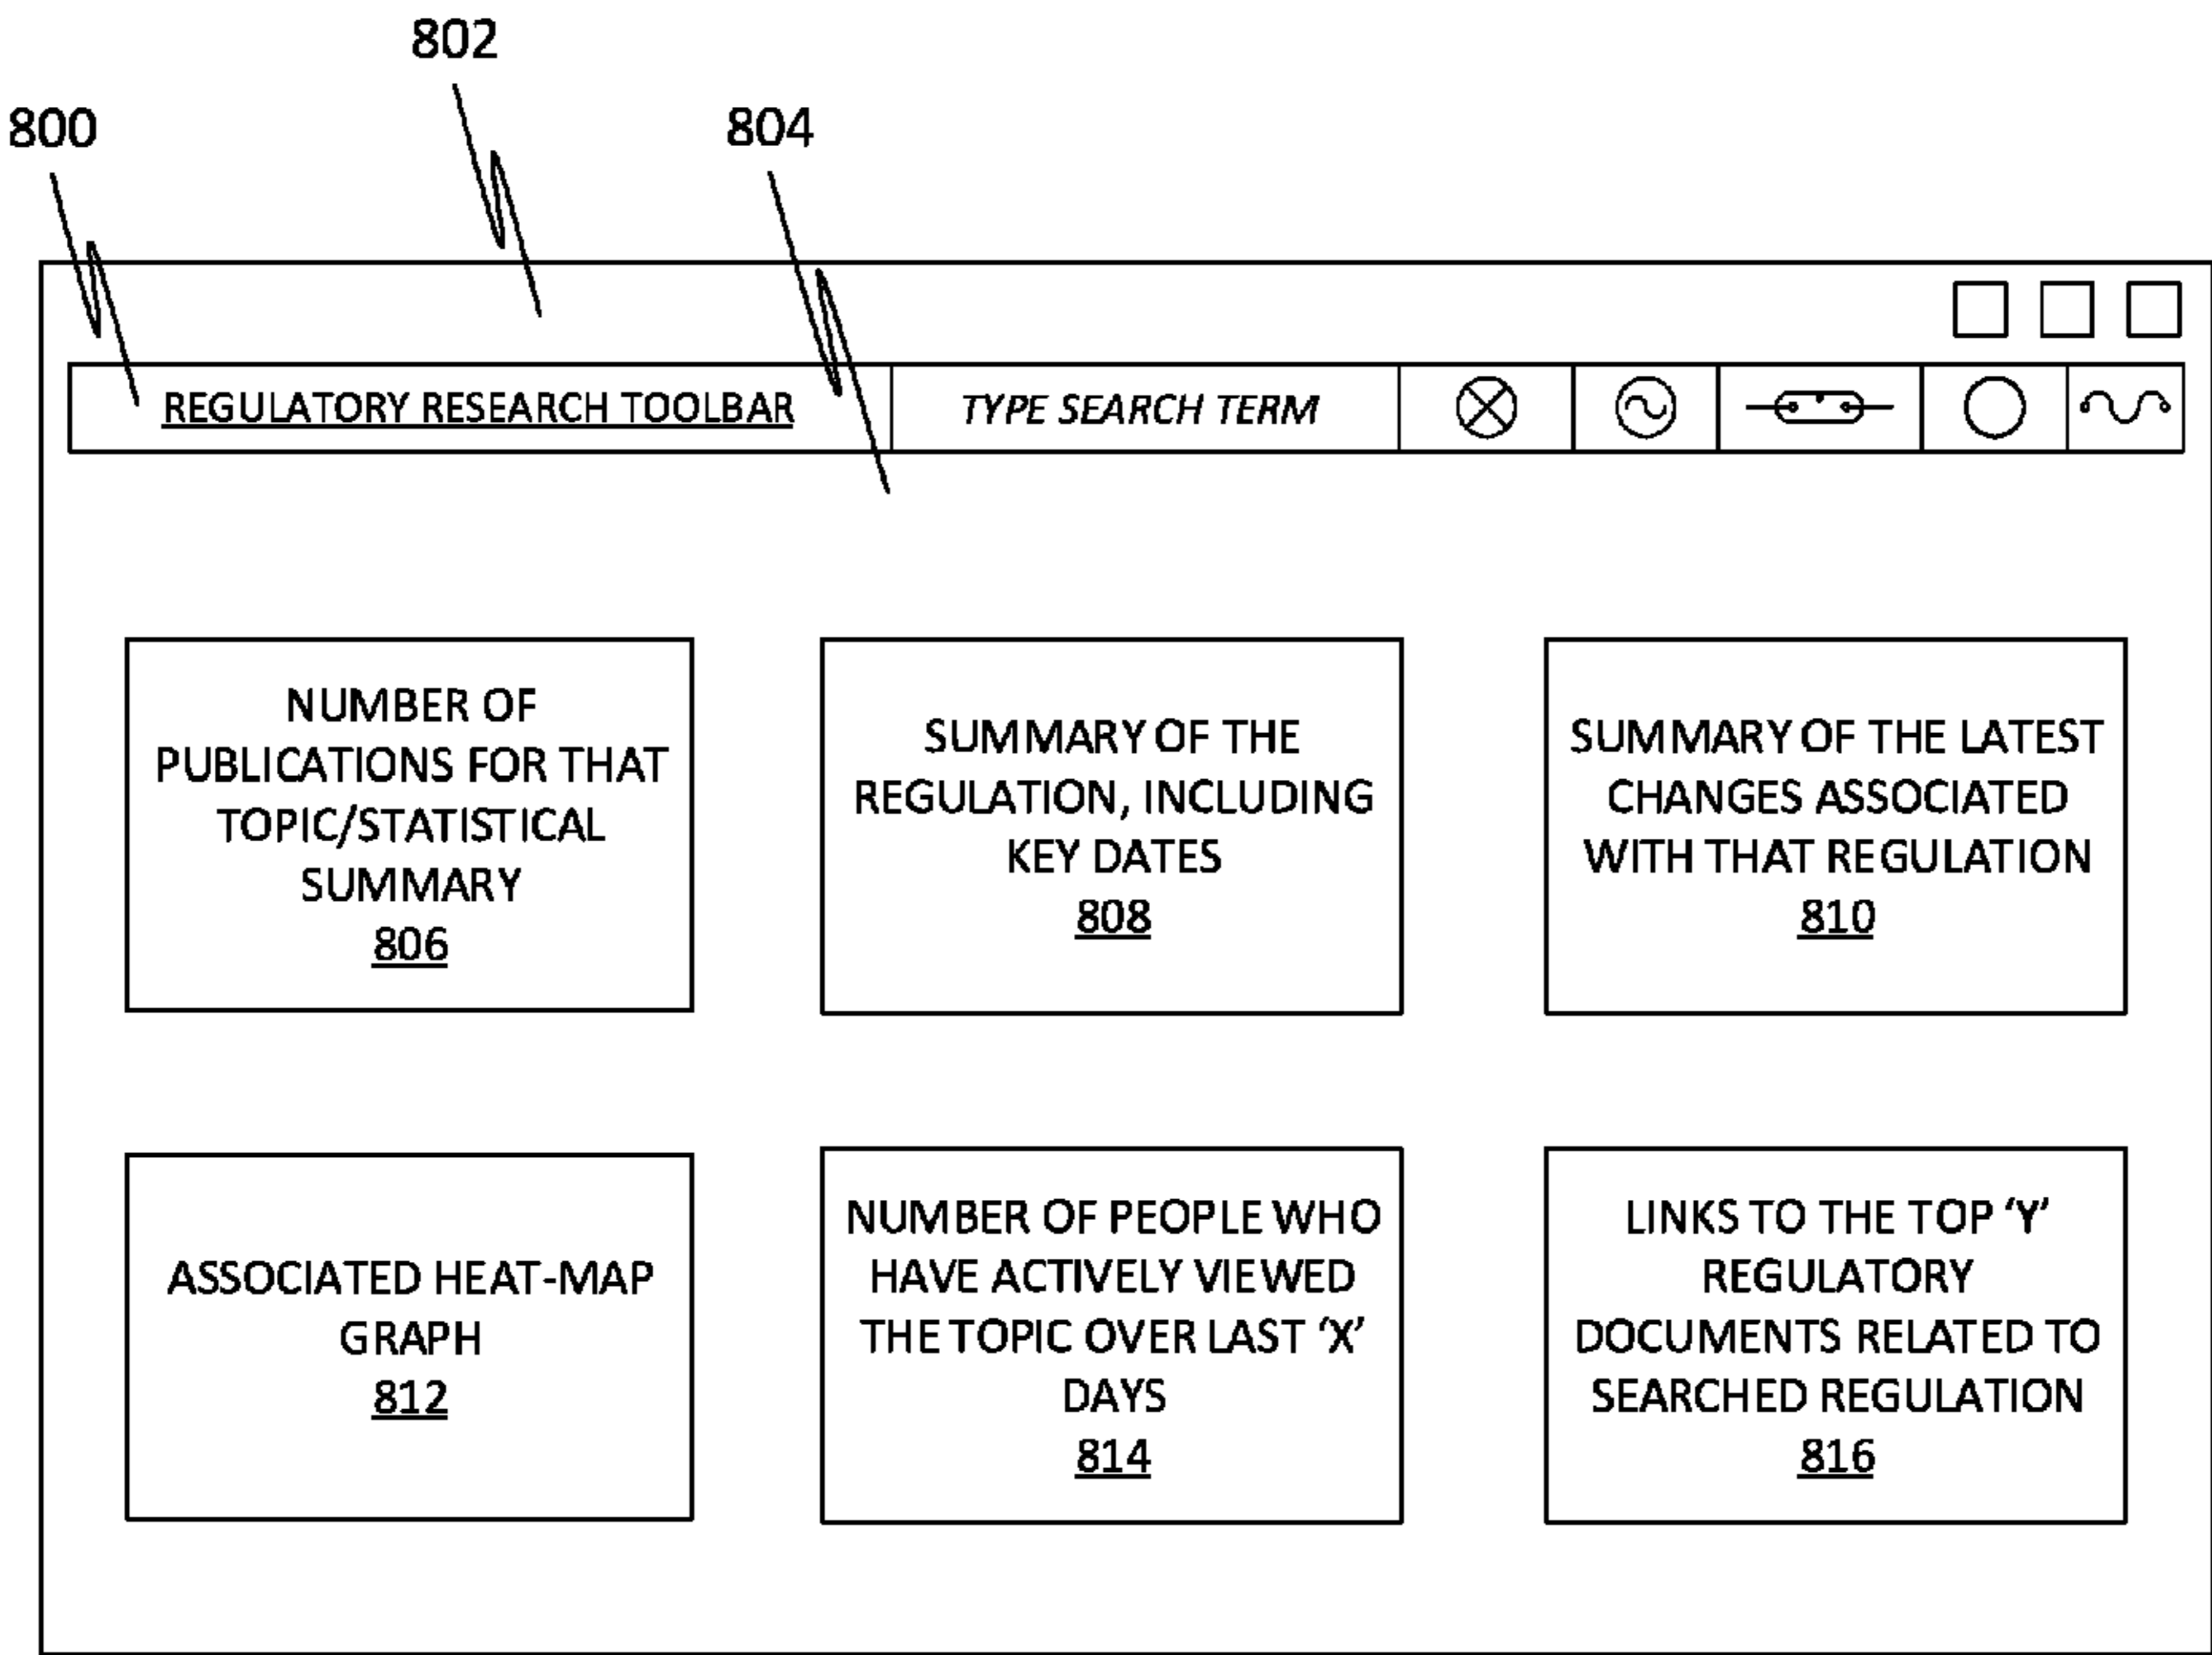 802
800
804
REGULATORY RESEARCH TOOLBAR
TYPE SEARCH TERM
NUMBER OF
PUBLICATIONS FOR THAT
TOPIC/STATISTICAL
SUMMARY
806
SUMMARY OF THE
REGULATION, INCLUDING
KEY DATES
808
SUMMARY OF THE LATEST
CHANGES ASSOCIATED
WITH THAT REGULATION
810
ASSOCIATED HEAT-MAP
GRAPH
812
NUMBER OF PEOPLE WHO
HAVE ACTIVELY VIEWED
THE TOPIC OVER LAST ‘X’
DAYS
814
LINKS TO THE TOP ‘Y’
REGULATORY
DOCUMENTS RELATED TO
SEARCHED REGULATION
816